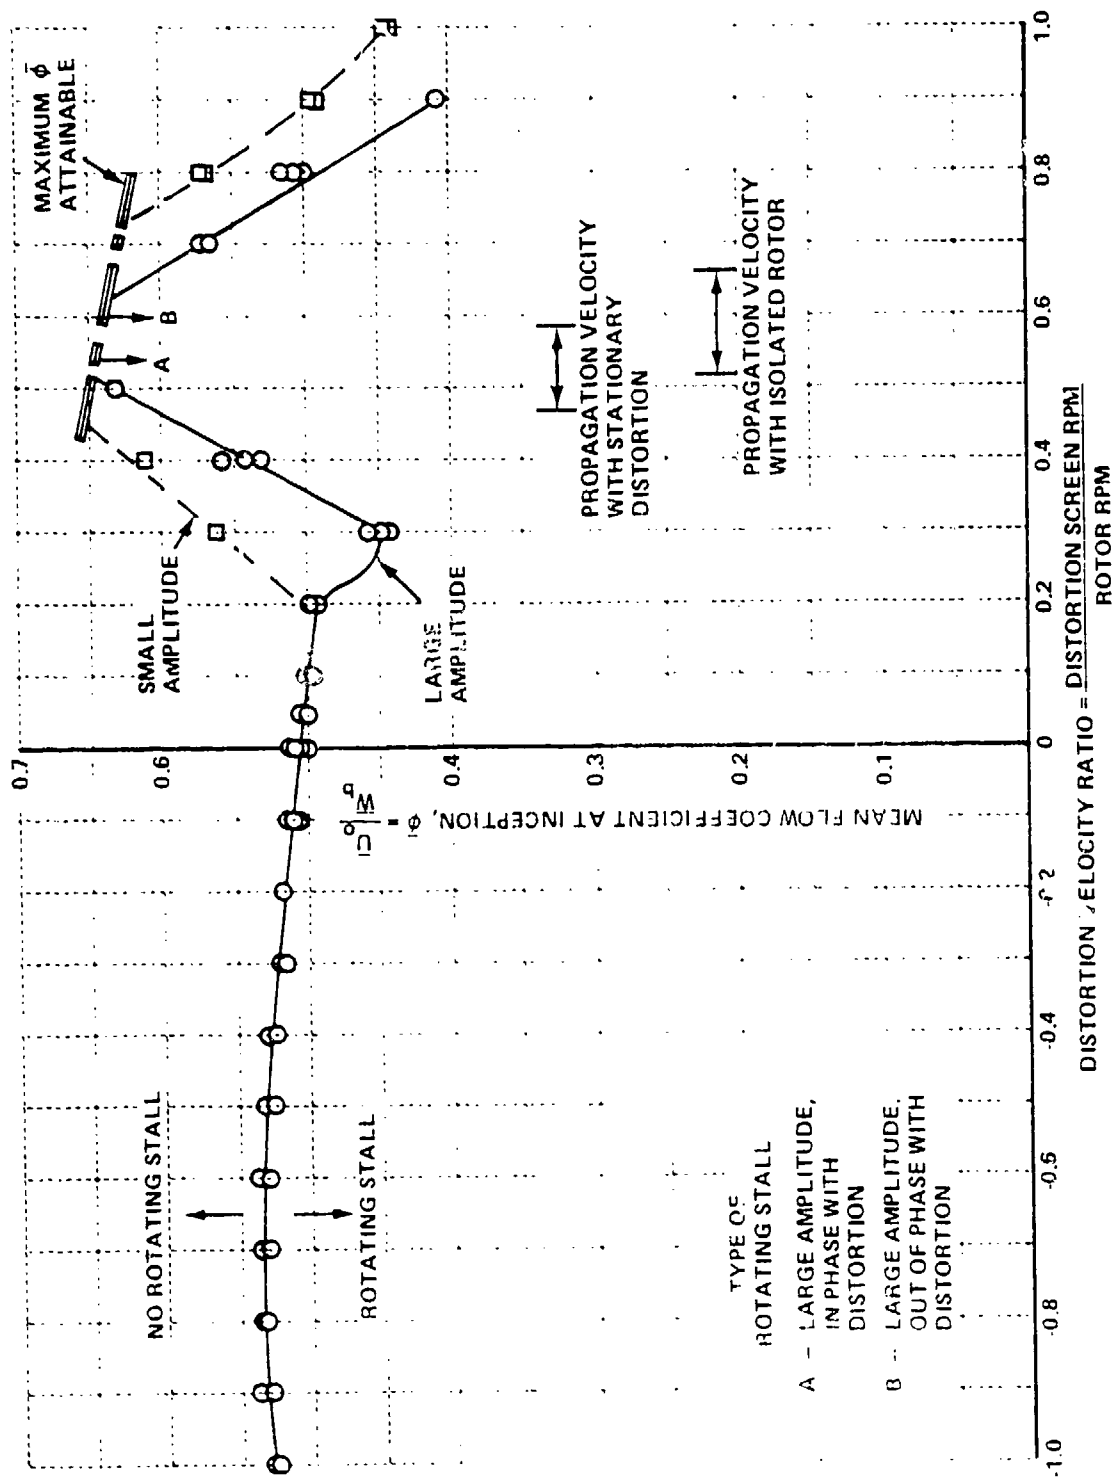 MAXIMUM ϕ̄
ATTAINABLE
SMALL
AMPLITUDE
LARGE
AMPLITUDE
A
B
NO ROTATING STALL
ROTATING STALL
PROPAGATION VELOCITY
WITH STATIONARY
DISTORTION
PROPAGATION VELOCITY
WITH ISOLATED ROTOR
TYPE OF
ROTATING STALL
A – LARGE AMPLITUDE,
IN PHASE WITH
DISTORTION
B -- LARGE AMPLITUDE,
OUT OF PHASE WITH
DISTORTION
0.7
0.6
0.4
0.3
0.2
0.1
MEAN FLOW COEFFICIENT AT INCEPTION, ϕ̄ = U̅₀ / W̅b
-1.0
-0.8
-0.6
-0.4
-0.2
0
0.2
0.4
0.6
0.8
1.0
DISTORTION VELOCITY RATIO = DISTORTION SCREEN RPM
ROTOR RPM